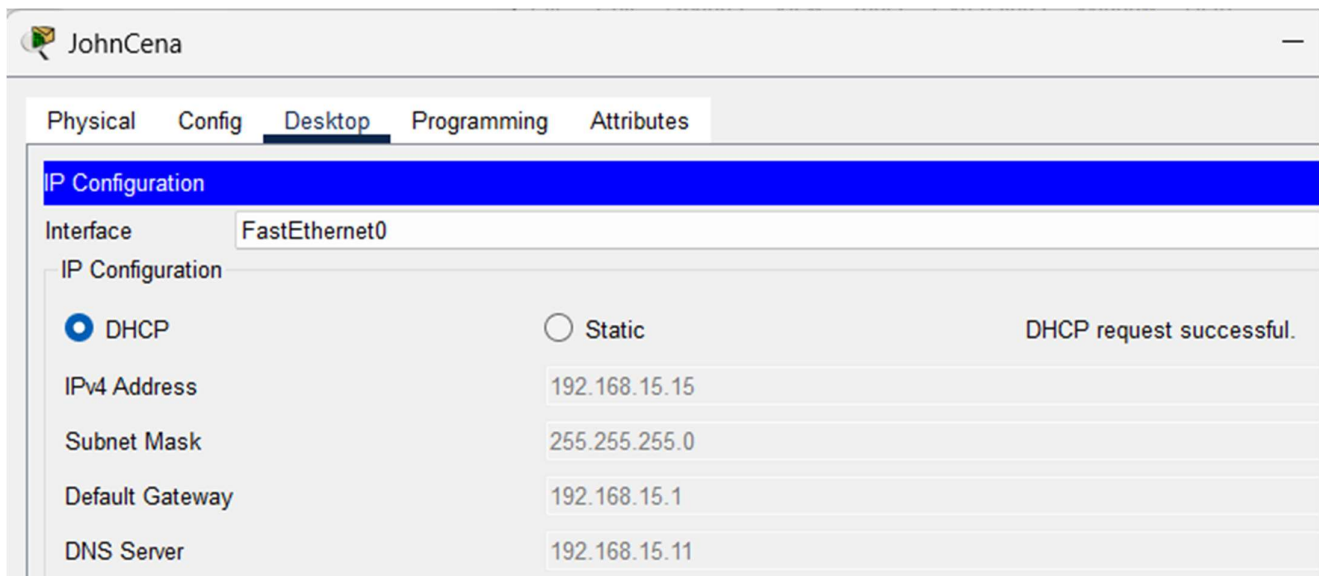 JohnCena
Physical Config Desktop Programming Attributes
IP Configuration
Interface FastEthernet0
IP Configuration
DHCP Static DHCP request successful.
IPv4 Address 192.168.15.15
Subnet Mask 255.255.255.0
Default Gateway 192.168.15.1
DNS Server 192.168.15.11